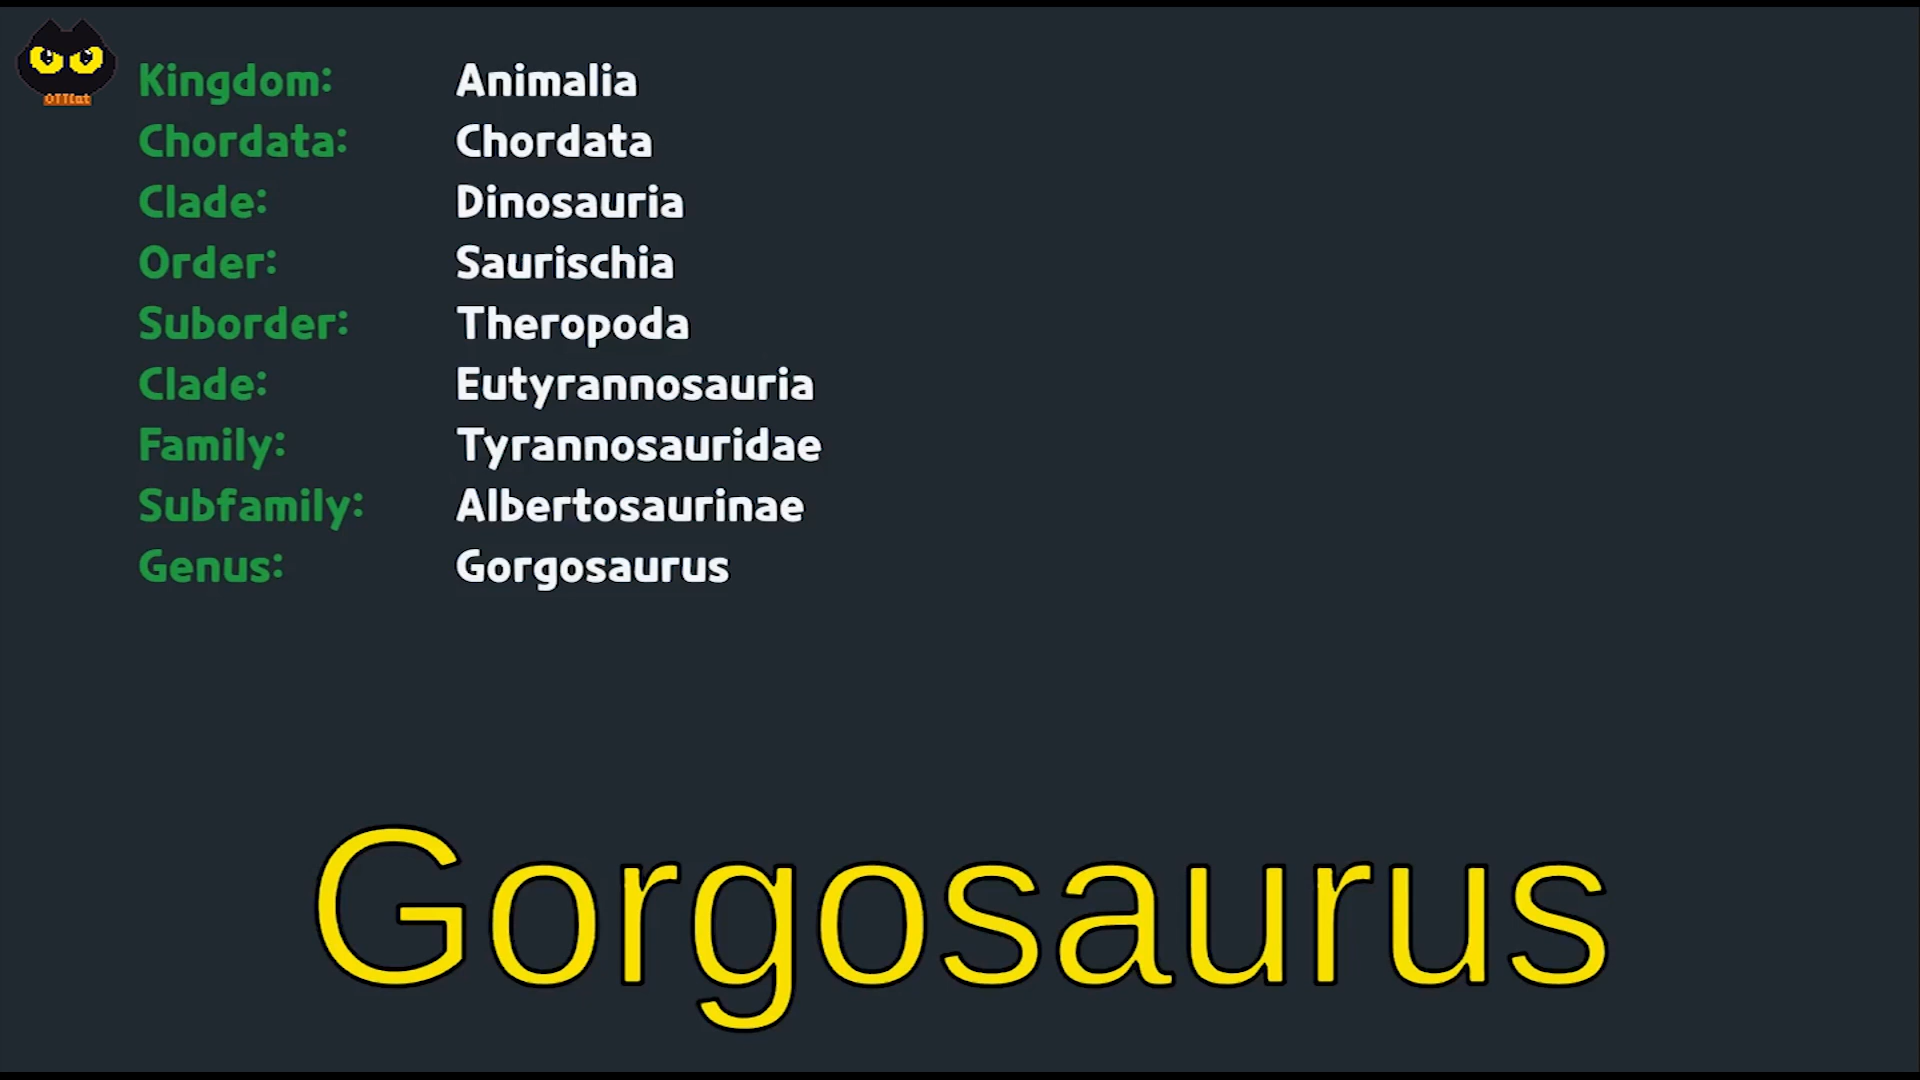 OTTCat
Kingdom: Animalia
Chordata: Chordata
Clade: Dinosauria
Order: Saurischia
Suborder: Theropoda
Clade: Eutyrannosauria
Family: Tyrannosauridae
Subfamily: Albertosaurinae
Genus: Gorgosaurus
Gorgosaurus